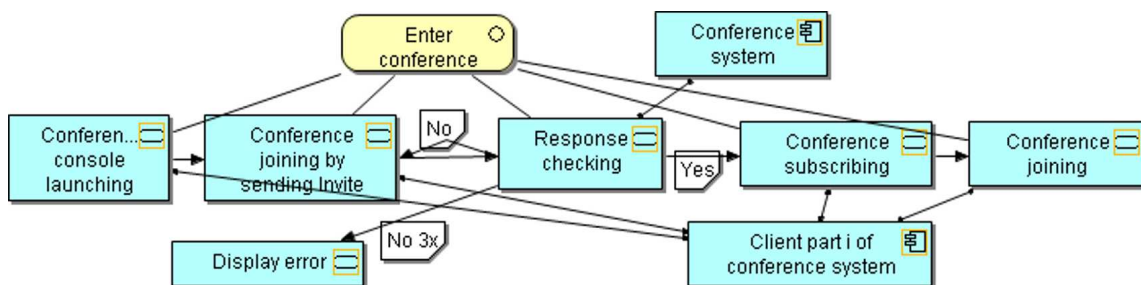 Enter
conference
Conference
system
Conferen...
console
launching
Conference
joining by
sending Invite
No
Response
checking
Yes
Conference
subscribing
Conference
joining
Display error
No 3x
Client part i of
conference system